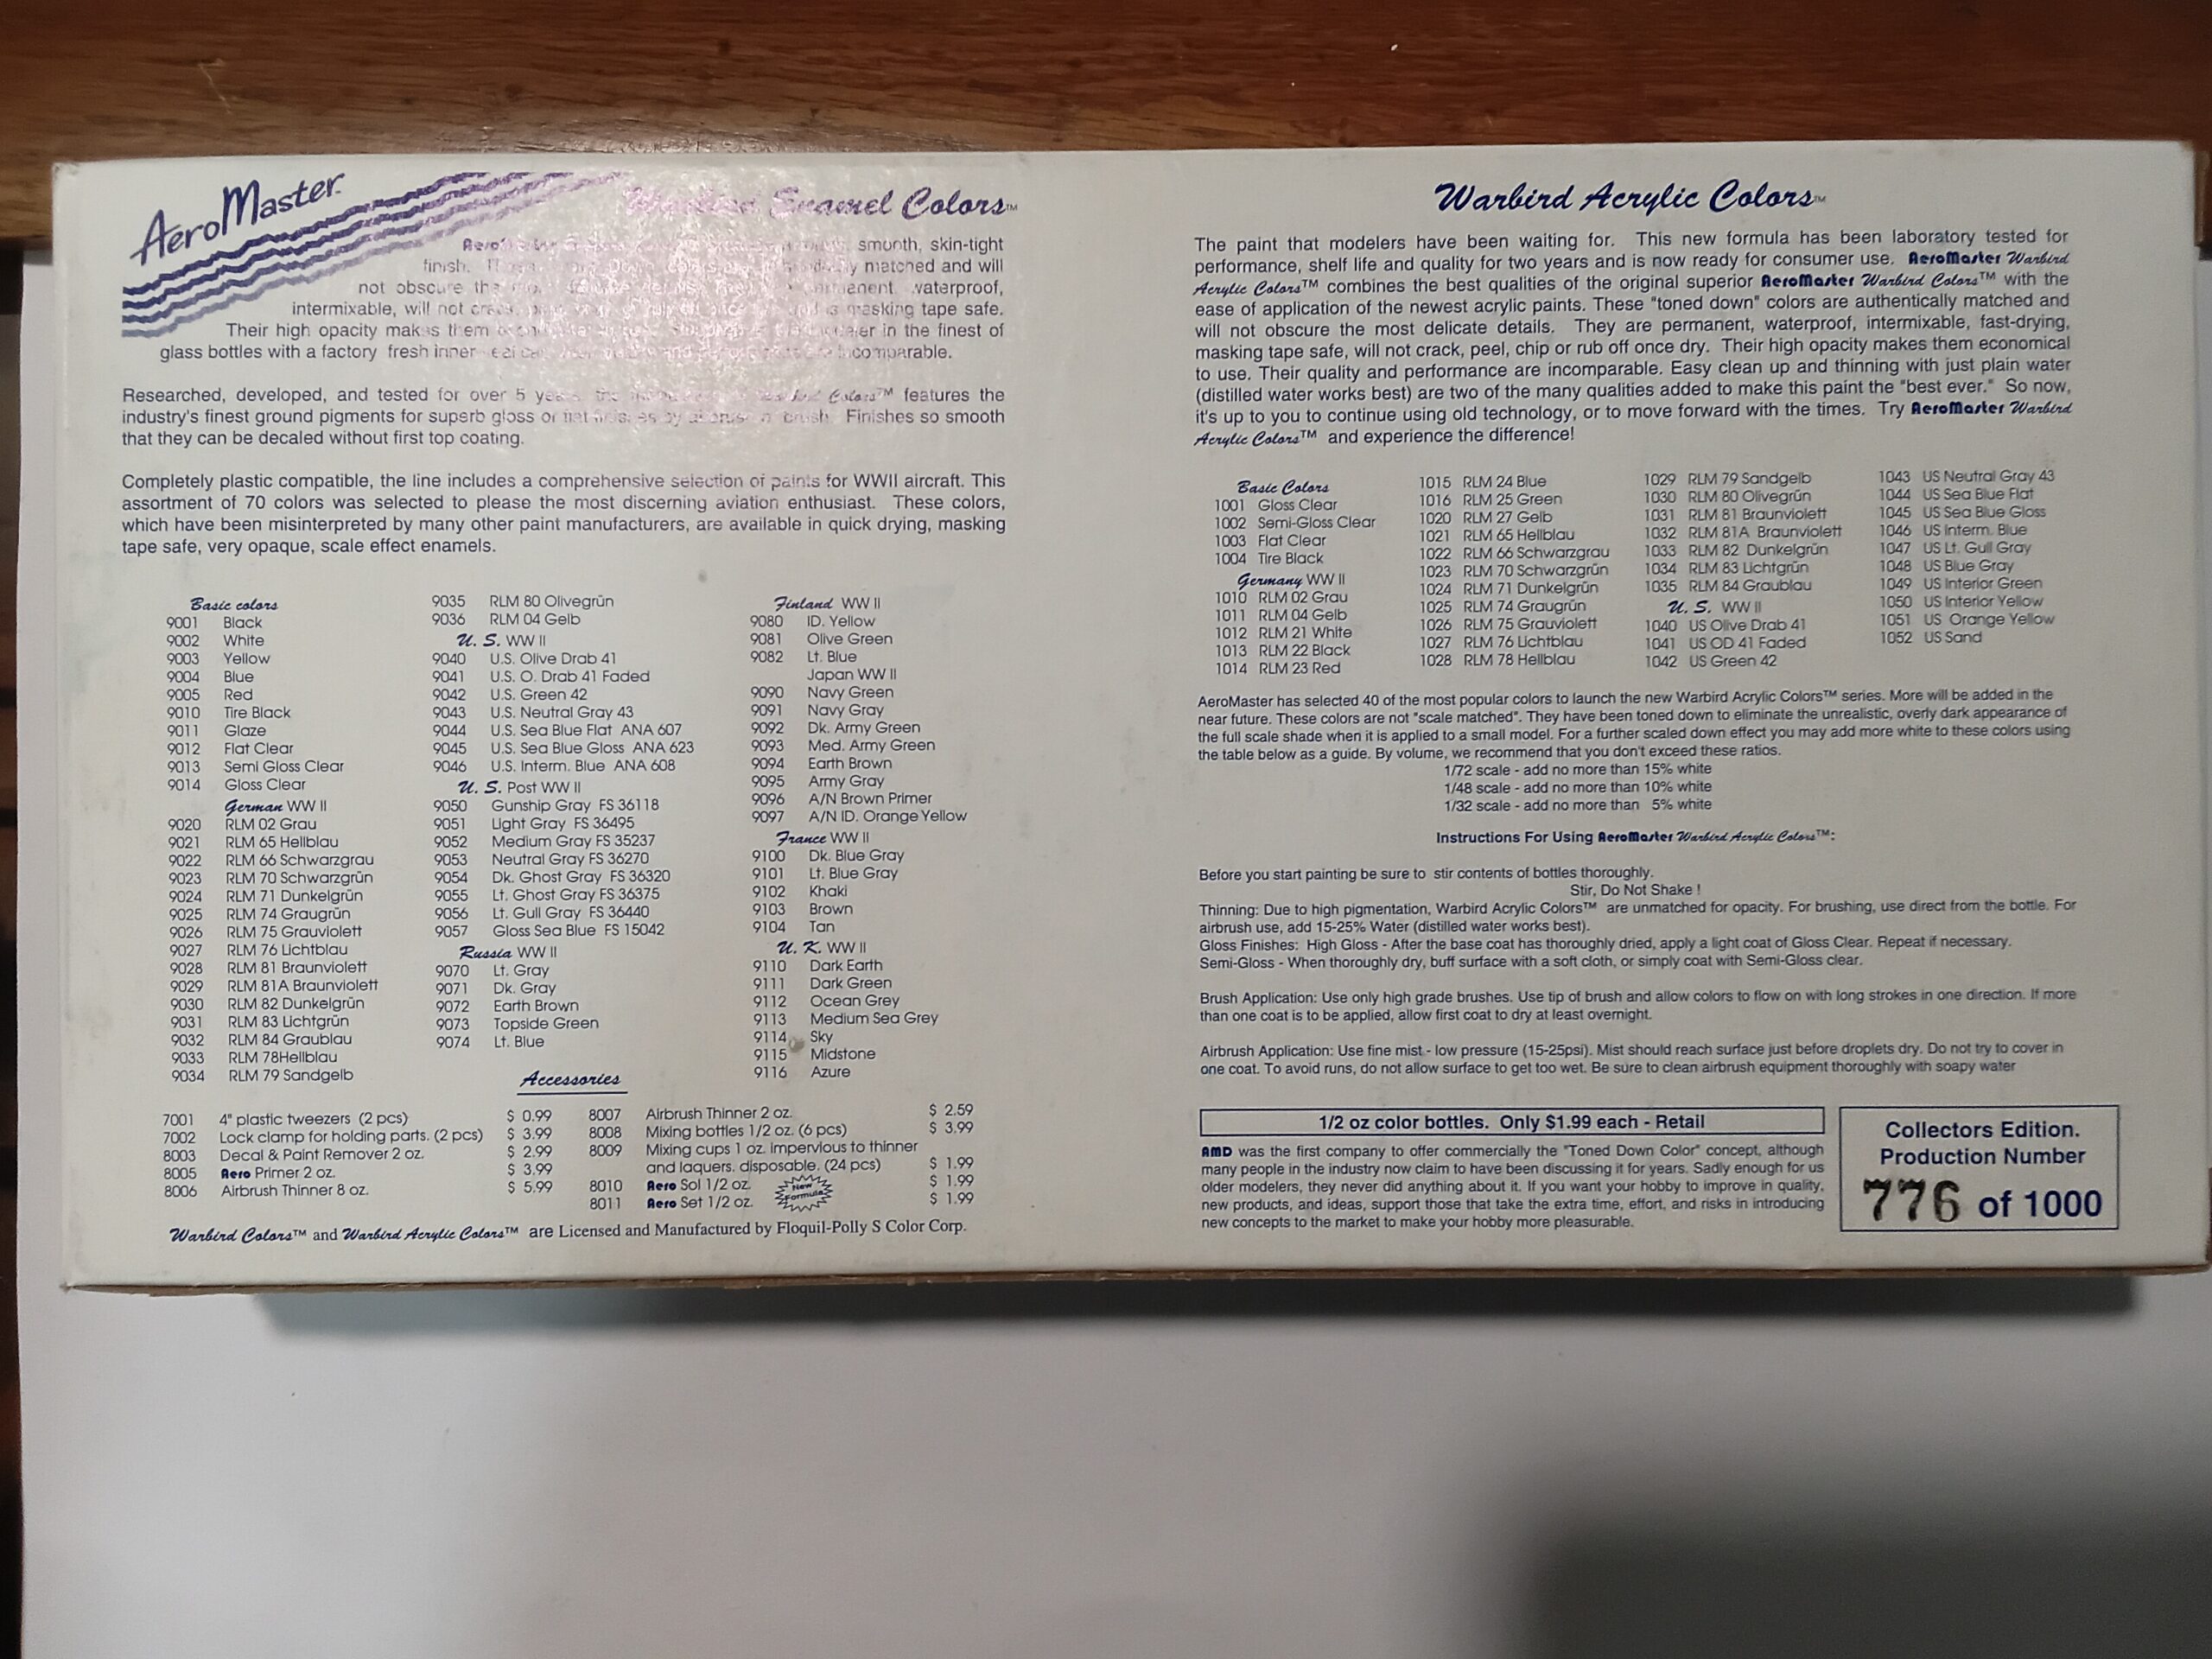 AeroMaster
Warbird Enamel Colors™
smooth, skin-tight
finish. matched and will
not obscure the permanent, waterproof,
intermixable, will not crack, masking tape safe.
Their high opacity makes them in the finest of
glass bottles with a factory fresh inner incomparable.
Researched, developed, and tested for over 5 years, the Colors™ features the
industry's finest ground pigments for superb gloss or flat finishes by airbrush or brush. Finishes so smooth
that they can be decaled without first top coating.
Completely plastic compatible, the line includes a comprehensive selection of paints for WWII aircraft. This
assortment of 70 colors was selected to please the most discerning aviation enthusiast. These colors,
which have been misinterpreted by many other paint manufacturers, are available in quick drying, masking
tape safe, very opaque, scale effect enamels.
Basic colors
9001 Black
9002 White
9003 Yellow
9004 Blue
9005 Red
9010 Tire Black
9011 Glaze
9012 Flat Clear
9013 Semi Gloss Clear
9014 Gloss Clear
German WW II
9020 RLM 02 Grau
9021 RLM 65 Hellblau
9022 RLM 66 Schwarzgrau
9023 RLM 70 Schwarzgrün
9024 RLM 71 Dunkelgrün
9025 RLM 74 Graugrün
9026 RLM 75 Grauviolett
9027 RLM 76 Lichtblau
9028 RLM 81 Braunviolett
9029 RLM 81A Braunviolett
9030 RLM 82 Dunkelgrün
9031 RLM 83 Lichtgrün
9032 RLM 84 Graublau
9033 RLM 78Hellblau
9034 RLM 79 Sandgelb
9035 RLM 80 Olivegrün
9036 RLM 04 Gelb
U. S. WW II
9040 U.S. Olive Drab 41
9041 U.S. O. Drab 41 Faded
9042 U.S. Green 42
9043 U.S. Neutral Gray 43
9044 U.S. Sea Blue Flat ANA 607
9045 U.S. Sea Blue Gloss ANA 623
9046 U.S. Interm. Blue ANA 608
U. S. Post WW II
9050 Gunship Gray FS 36118
9051 Light Gray FS 36495
9052 Medium Gray FS 35237
9053 Neutral Gray FS 36270
9054 Dk. Ghost Gray FS 36320
9055 Lt. Ghost Gray FS 36375
9056 Lt. Gull Gray FS 36440
9057 Gloss Sea Blue FS 15042
Russia WW II
9070 Lt. Gray
9071 Dk. Gray
9072 Earth Brown
9073 Topside Green
9074 Lt. Blue
Finland WW II
9080 ID. Yellow
9081 Olive Green
9082 Lt. Blue
Japan WW II
9090 Navy Green
9091 Navy Gray
9092 Dk. Army Green
9093 Med. Army Green
9094 Earth Brown
9095 Army Gray
9096 A/N Brown Primer
9097 A/N ID. Orange Yellow
France WW II
9100 Dk. Blue Gray
9101 Lt. Blue Gray
9102 Khaki
9103 Brown
9104 Tan
U. K. WW II
9110 Dark Earth
9111 Dark Green
9112 Ocean Grey
9113 Medium Sea Grey
9114 Sky
9115 Midstone
9116 Azure
Accessories
7001 4" plastic tweezers (2 pcs) $ 0.99
7002 Lock clamp for holding parts. (2 pcs) $ 3.99
8003 Decal & Paint Remover 2 oz. $ 2.99
8005 Aero Primer 2 oz. $ 3.99
8006 Airbrush Thinner 8 oz. $ 5.99
8007 Airbrush Thinner 2 oz. $ 2.59
8008 Mixing bottles 1/2 oz. (6 pcs) $ 3.99
8009 Mixing cups 1 oz. impervious to thinner
and laquers. disposable. (24 pcs) $ 1.99
8010 Aero Sol 1/2 oz. $ 1.99
8011 Aero Set 1/2 oz. $ 1.99
New
Formula
Warbird Colors™ and Warbird Acrylic Colors™ are Licensed and Manufactured by Floquil-Polly S Color Corp.
Warbird Acrylic Colors™
The paint that modelers have been waiting for. This new formula has been laboratory tested for
performance, shelf life and quality for two years and is now ready for consumer use. AeroMaster Warbird
Acrylic Colors™ combines the best qualities of the original superior AeroMaster Warbird Colors™ with the
ease of application of the newest acrylic paints. These "toned down" colors are authentically matched and
will not obscure the most delicate details. They are permanent, waterproof, intermixable, fast-drying,
masking tape safe, will not crack, peel, chip or rub off once dry. Their high opacity makes them economical
to use. Their quality and performance are incomparable. Easy clean up and thinning with just plain water
(distilled water works best) are two of the many qualities added to make this paint the "best ever." So now,
it's up to you to continue using old technology, or to move forward with the times. Try AeroMaster Warbird
Acrylic Colors™ and experience the difference!
Basic Colors
1001 Gloss Clear
1002 Semi-Gloss Clear
1003 Flat Clear
1004 Tire Black
Germany WW II
1010 RLM 02 Grau
1011 RLM 04 Gelb
1012 RLM 21 White
1013 RLM 22 Black
1014 RLM 23 Red
1015 RLM 24 Blue
1016 RLM 25 Green
1020 RLM 27 Gelb
1021 RLM 65 Hellblau
1022 RLM 66 Schwarzgrau
1023 RLM 70 Schwarzgrün
1024 RLM 71 Dunkelgrün
1025 RLM 74 Graugrün
1026 RLM 75 Grauviolett
1027 RLM 76 Lichtblau
1028 RLM 78 Hellblau
1029 RLM 79 Sandgelb
1030 RLM 80 Olivegrün
1031 RLM 81 Braunviolett
1032 RLM 81A Braunviolett
1033 RLM 82 Dunkelgrün
1034 RLM 83 Lichtgrün
1035 RLM 84 Graublau
U. S. WW II
1040 US Olive Drab 41
1041 US OD 41 Faded
1042 US Green 42
1043 US Neutral Gray 43
1044 US Sea Blue Flat
1045 US Sea Blue Gloss
1046 US Interm. Blue
1047 US Lt. Gull Gray
1048 US Blue Gray
1049 US Interior Green
1050 US Interior Yellow
1051 US Orange Yellow
1052 US Sand
AeroMaster has selected 40 of the most popular colors to launch the new Warbird Acrylic Colors™ series. More will be added in the
near future. These colors are not "scale matched". They have been toned down to eliminate the unrealistic, overly dark appearance of
the full scale shade when it is applied to a small model. For a further scaled down effect you may add more white to these colors using
the table below as a guide. By volume, we recommend that you don't exceed these ratios.
1/72 scale - add no more than 15% white
1/48 scale - add no more than 10% white
1/32 scale - add no more than 5% white
Instructions For Using AeroMaster Warbird Acrylic Colors™:
Before you start painting be sure to stir contents of bottles thoroughly.
Stir, Do Not Shake !
Thinning: Due to high pigmentation, Warbird Acrylic Colors™ are unmatched for opacity. For brushing, use direct from the bottle. For
airbrush use, add 15-25% Water (distilled water works best).
Gloss Finishes: High Gloss - After the base coat has thoroughly dried, apply a light coat of Gloss Clear. Repeat if necessary.
Semi-Gloss - When thoroughly dry, buff surface with a soft cloth, or simply coat with Semi-Gloss clear.
Brush Application: Use only high grade brushes. Use tip of brush and allow colors to flow on with long strokes in one direction. If more
than one coat is to be applied, allow first coat to dry at least overnight.
Airbrush Application: Use fine mist - low pressure (15-25psi). Mist should reach surface just before droplets dry. Do not try to cover in
one coat. To avoid runs, do not allow surface to get too wet. Be sure to clean airbrush equipment thoroughly with soapy water
1/2 oz color bottles. Only $1.99 each - Retail
AMD was the first company to offer commercially the "Toned Down Color" concept, although
many people in the industry now claim to have been discussing it for years. Sadly enough for us
older modelers, they never did anything about it. If you want your hobby to improve in quality,
new products, and ideas, support those that take the extra time, effort, and risks in introducing
new concepts to the market to make your hobby more pleasurable.
Collectors Edition.
Production Number
776 of 1000